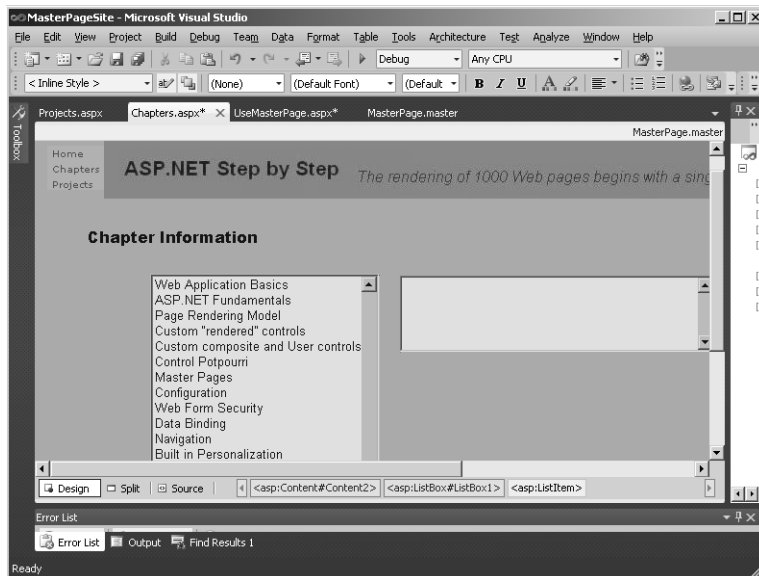 MasterPageSite - Microsoft Visual Studio
File Edit View Project Build Debug Team Data Format Table Tools Architecture Test Analyze Window Help
Debug Any CPU
< Inline Style > (None) (Default Font) (Default B I U A
Toolbox
Projects.aspx Chapters.aspx* UseMasterPage.aspx* MasterPage.master
MasterPage.master
Home
Chapters
Projects
ASP.NET Step by Step
The rendering of 1000 Web pages begins with a sing
Chapter Information
Web Application Basics
ASP.NET Fundamentals
Page Rendering Model
Custom "rendered" controls
Custom composite and User controls
Control Potpourri
Master Pages
Configuration
Web Form Security
Data Binding
Navigation
Built in Personalization
Design Split Source <asp:Content#Content2> <asp:ListBox#ListBox1> <asp:ListItem>
Error List
Error List Output Find Results 1
Ready